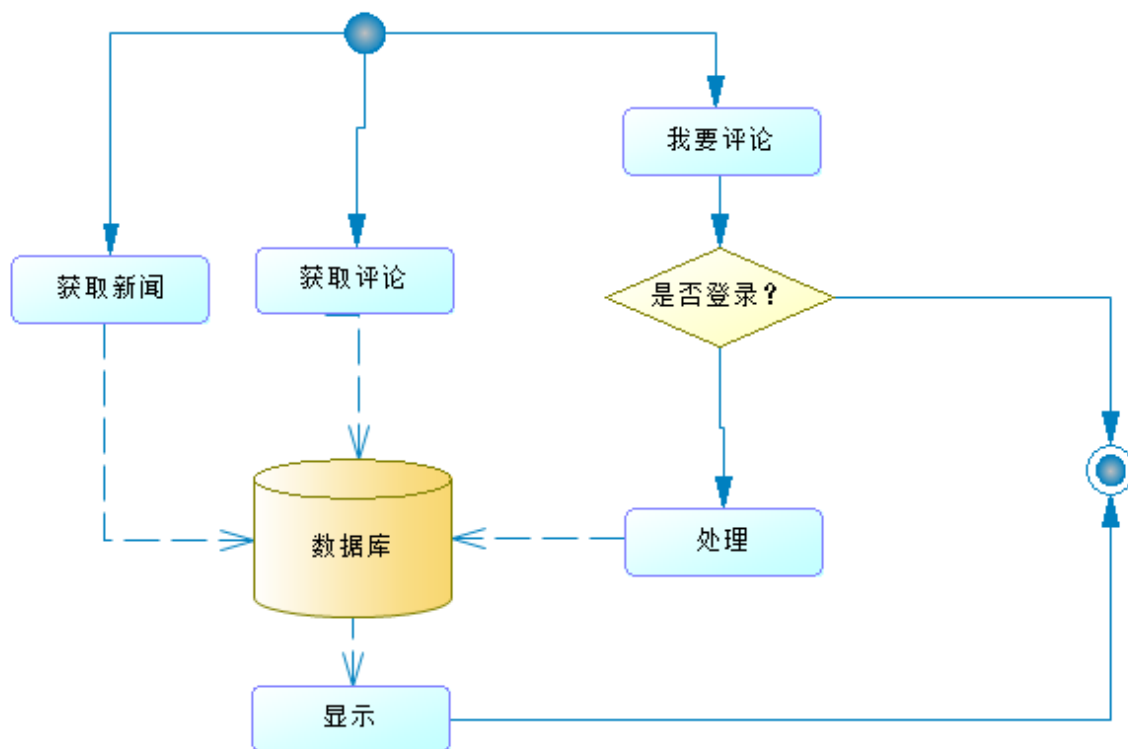 我要评论
获取新闻
获取评论
是否登录？
数据库
处理
显示